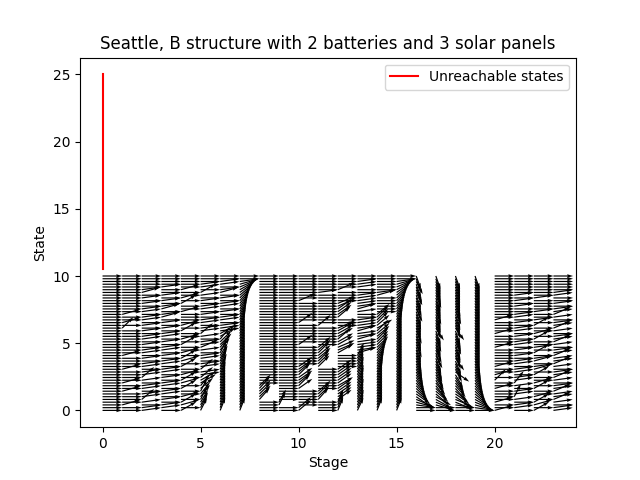 Seattle, B structure with 2 batteries and 3 solar panels
Unreachable states
25
20
15
10
5
0
State
0 5 10 15 20
Stage